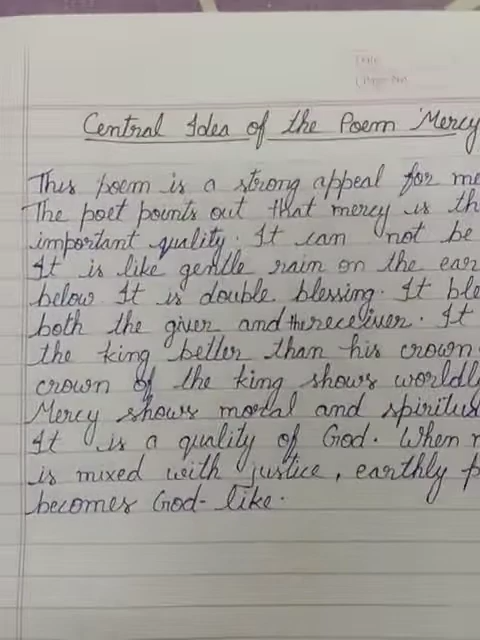 Date
Page No.
Central Idea of the Poem 'Mercy
This poem is a strong appeal for me
The poet points out that mercy is th
important quality. It can not be
It is like gentle rain on the ear
below. It is double blessing. It ble
both the giver and the receiver. It
the king better than his crown
crown of the king shows worldl
Mercy shows moral and spiritua
It is a quality of God. When
is mixed with justice, earthly p
becomes God-like.